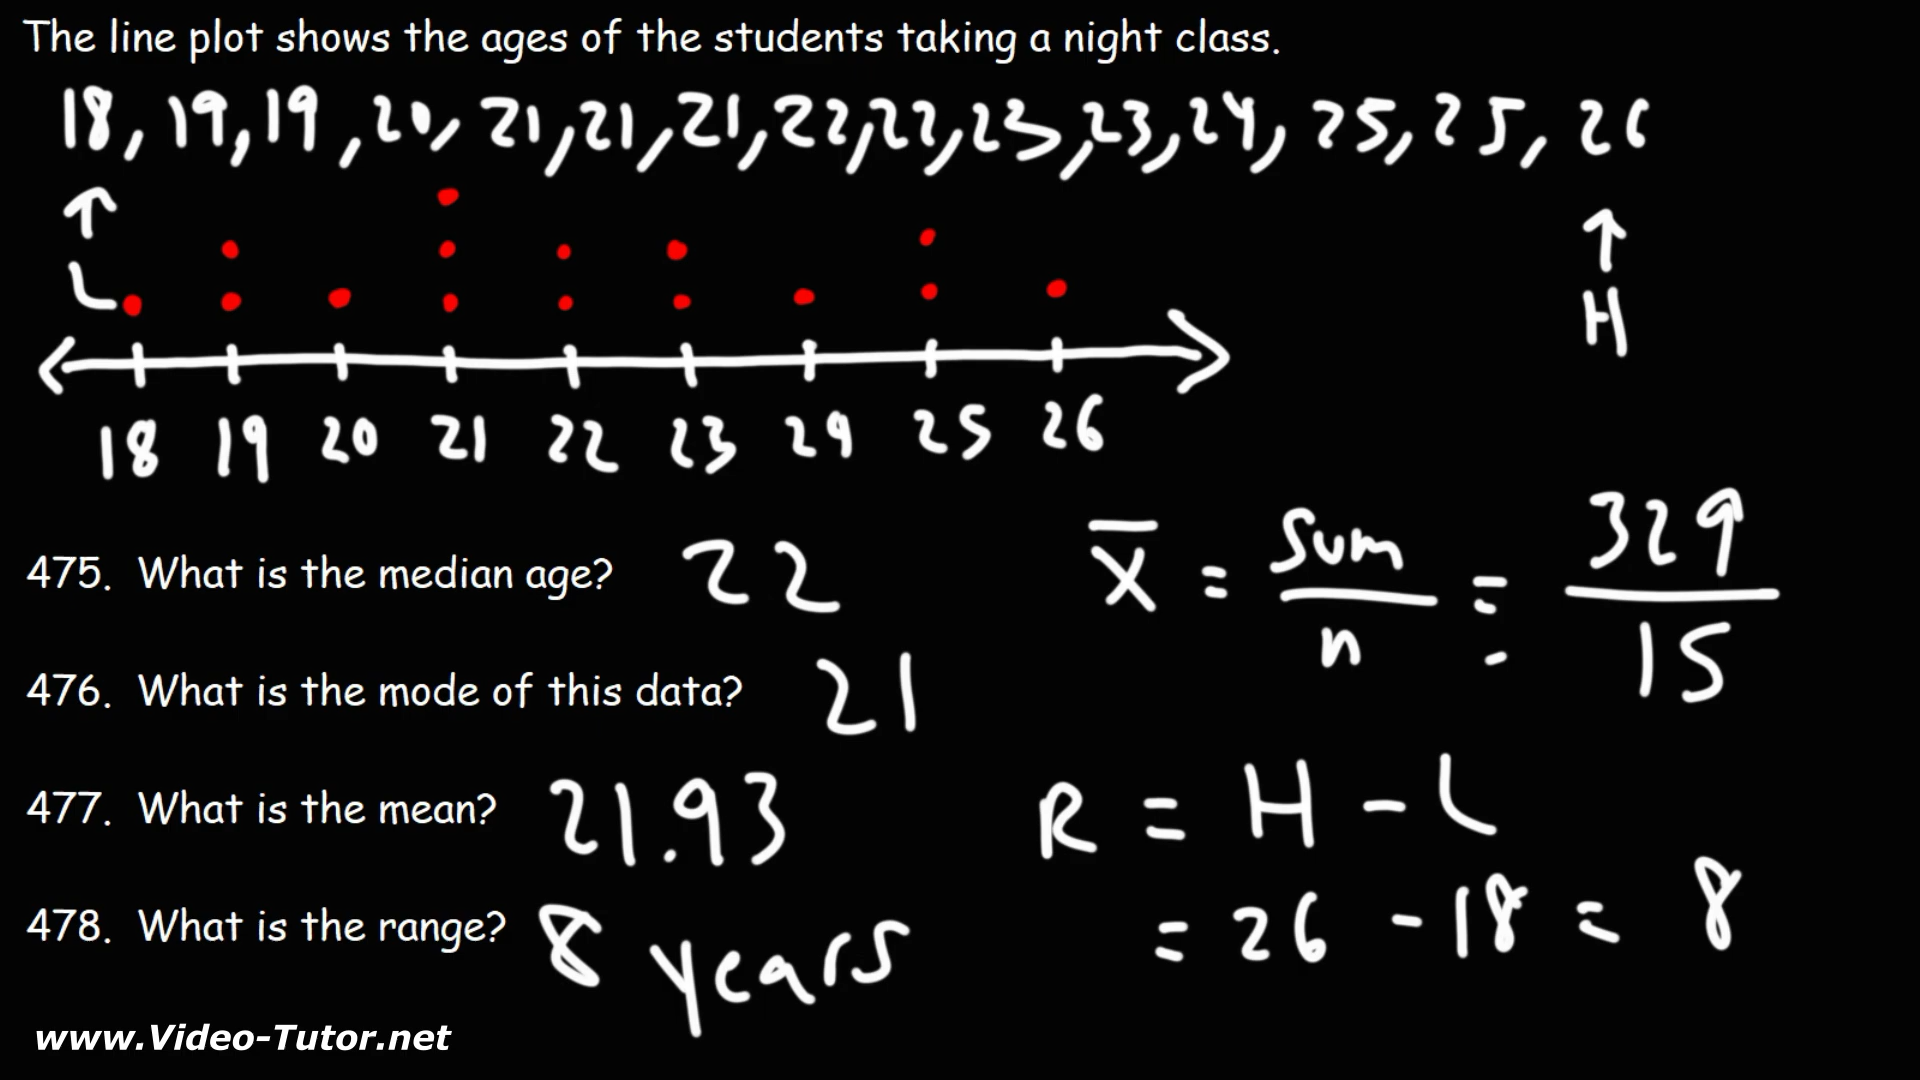 The line plot shows the ages of the students taking a night class.
18, 19, 19, 20, 21, 21, 21, 22, 22, 23, 23, 24, 25, 25, 26
L
H
18 19 20 21 22 23 24 25 26
475. What is the median age? 22
X̅ = Sum / n = 329 / 15
476. What is the mode of this data? 21
477. What is the mean? 21.93
R = H - L
478. What is the range? 8 years
= 26 - 18 = 8
www.Video-Tutor.net